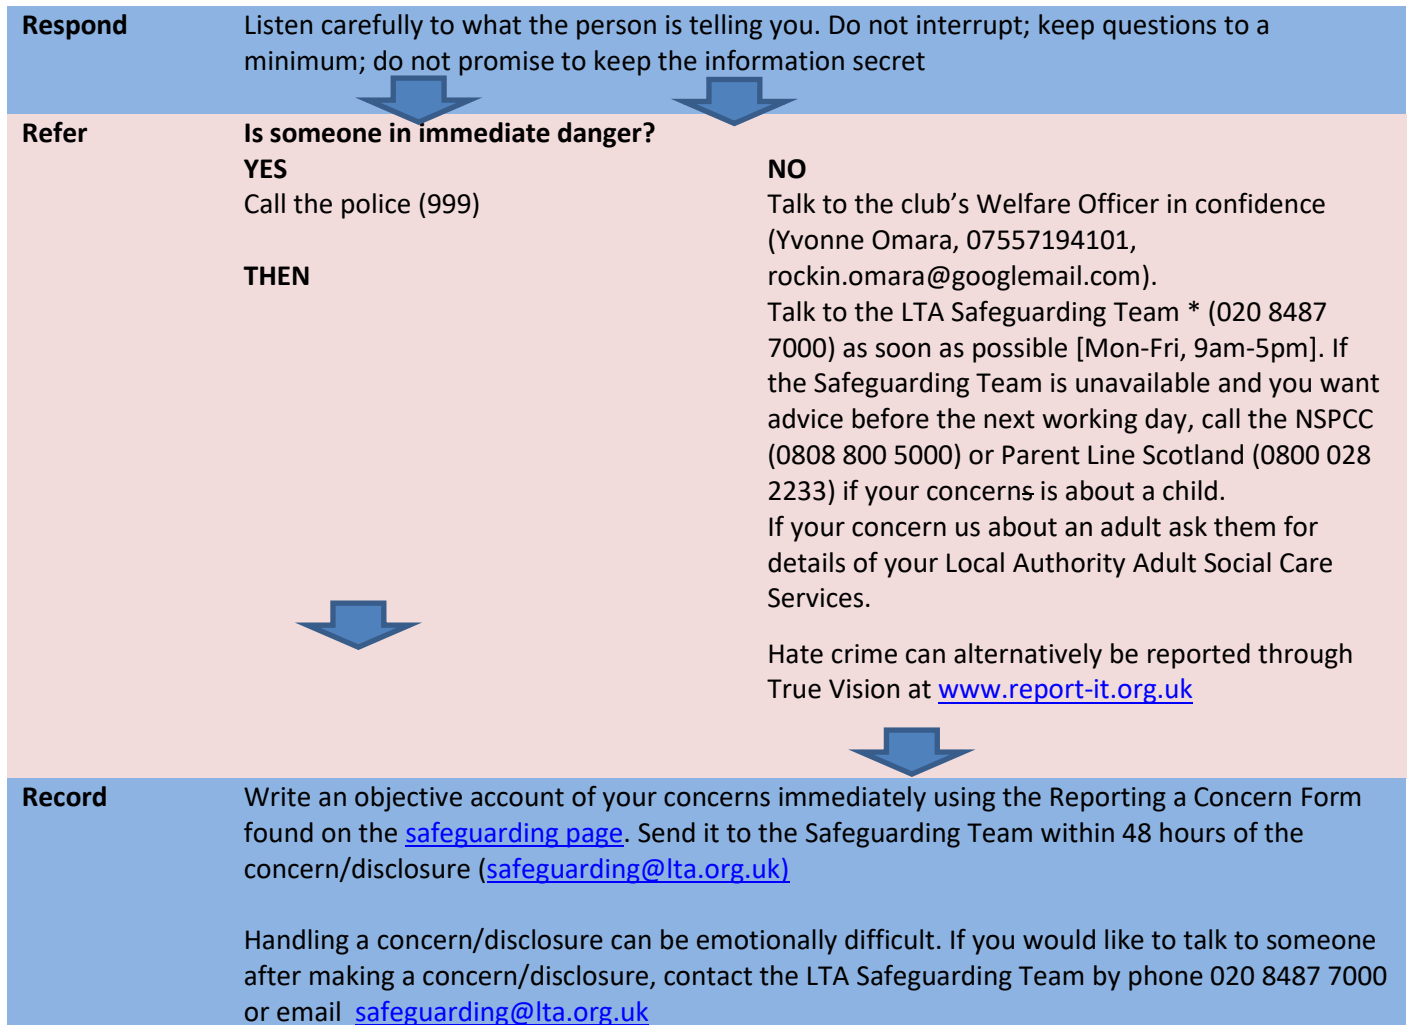 Respond
Listen carefully to what the person is telling you. Do not interrupt; keep questions to a
minimum; do not promise to keep the information secret
Refer
Is someone in immediate danger?
YES
Call the police (999)
THEN
NO
Talk to the club’s Welfare Officer in confidence
(Yvonne Omara, 07557194101,
rockin.omara@googlemail.com).
Talk to the LTA Safeguarding Team * (020 8487
7000) as soon as possible [Mon-Fri, 9am-5pm]. If
the Safeguarding Team is unavailable and you want
advice before the next working day, call the NSPCC
(0808 800 5000) or Parent Line Scotland (0800 028
2233) if your concerns is about a child.
If your concern us about an adult ask them for
details of your Local Authority Adult Social Care
Services.
Hate crime can alternatively be reported through
True Vision at www.report-it.org.uk
Record
Write an objective account of your concerns immediately using the Reporting a Concern Form
found on the safeguarding page. Send it to the Safeguarding Team within 48 hours of the
concern/disclosure (safeguarding@lta.org.uk)
Handling a concern/disclosure can be emotionally difficult. If you would like to talk to someone
after making a concern/disclosure, contact the LTA Safeguarding Team by phone 020 8487 7000
or email safeguarding@lta.org.uk